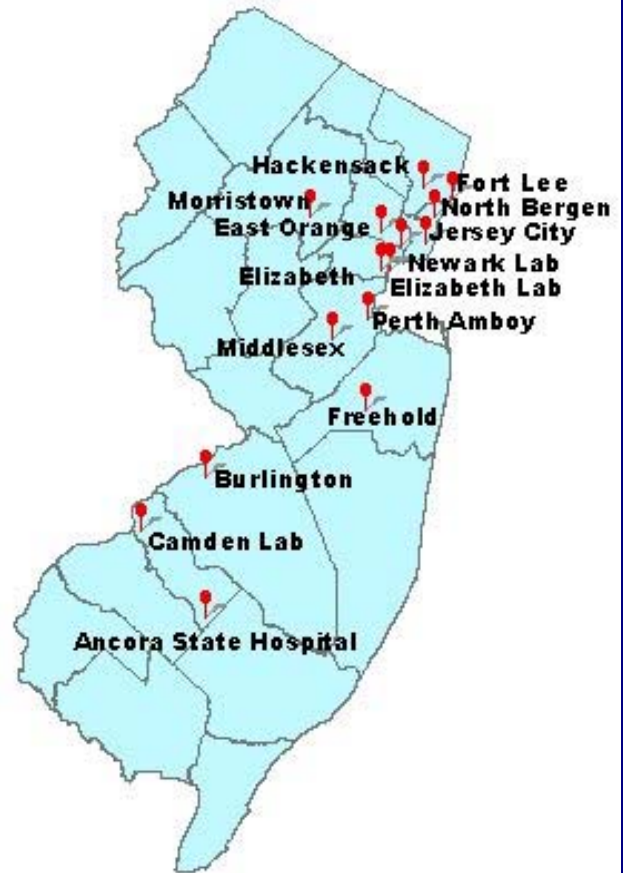 Hackensack
Fort Lee
Morristown
North Bergen
East Orange
Jersey City
Newark Lab
Elizabeth
Elizabeth Lab
Perth Amboy
Middlesex
Freehold
Burlington
Camden Lab
Ancora State Hospital